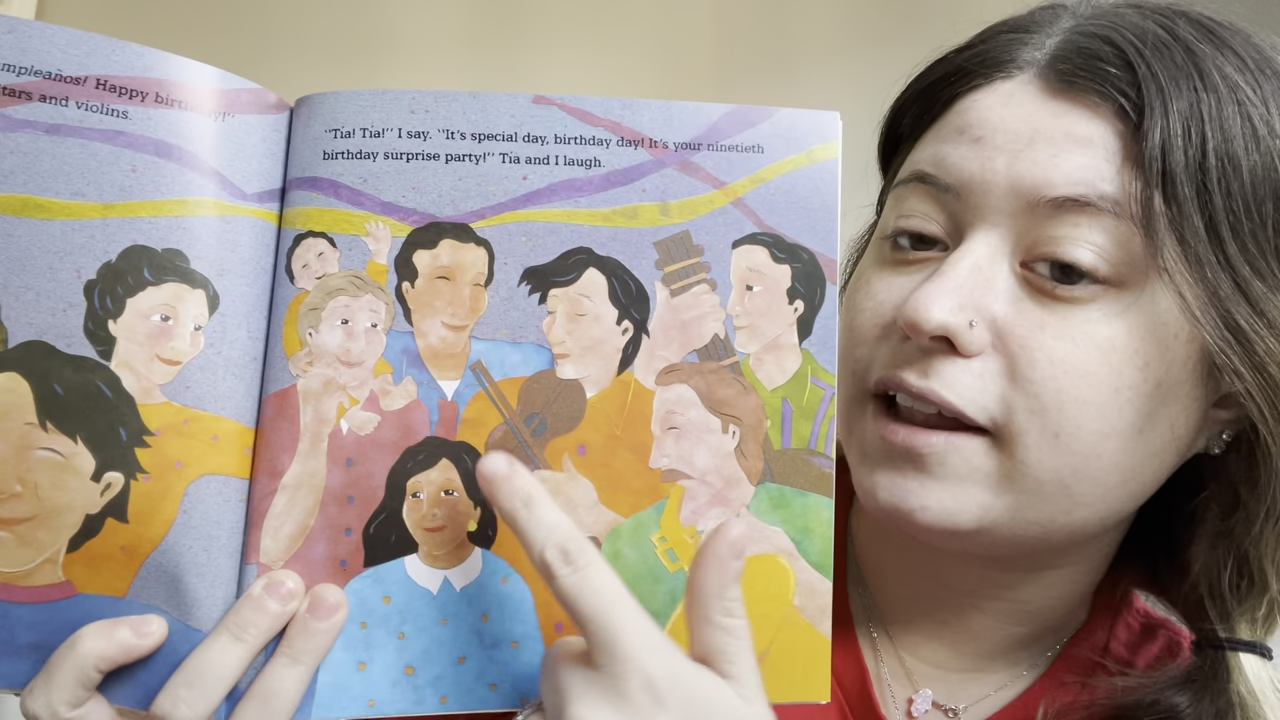 mpleaños! Happy birthday!"
tars and violins.
"Tía! Tía!" I say. "It's special day, birthday day! It's your ninetieth
birthday surprise party!" Tía and I laugh.